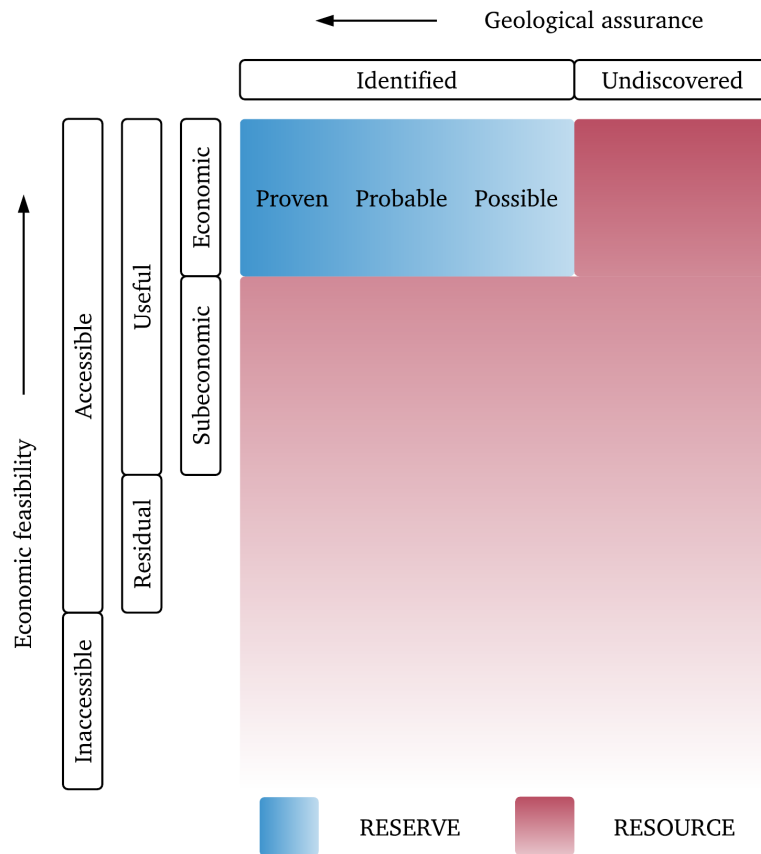 Geological assurance
Identified
Undiscovered
Economic feasibility
Accessible
Inaccessible
Useful
Residual
Economic
Subeconomic
Proven
Probable
Possible
RESERVE
RESOURCE